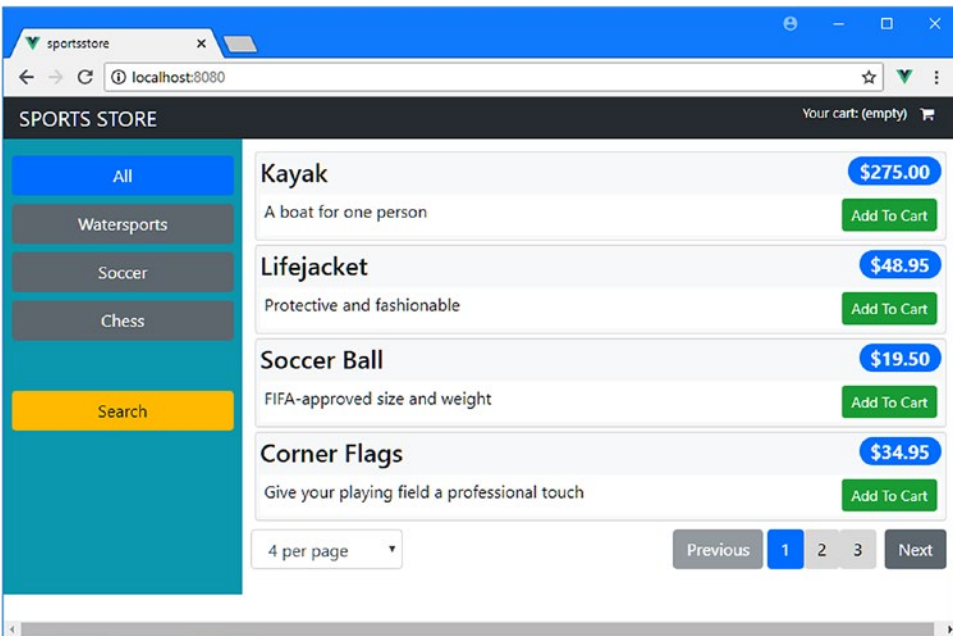 sportsstore
localhost:8080
SPORTS STORE
Your cart: (empty)
All
Watersports
Soccer
Chess
Search
Kayak
$275.00
A boat for one person
Add To Cart
Lifejacket
$48.95
Protective and fashionable
Add To Cart
Soccer Ball
$19.50
FIFA-approved size and weight
Add To Cart
Corner Flags
$34.95
Give your playing field a professional touch
Add To Cart
4 per page
Previous 1 2 3 Next